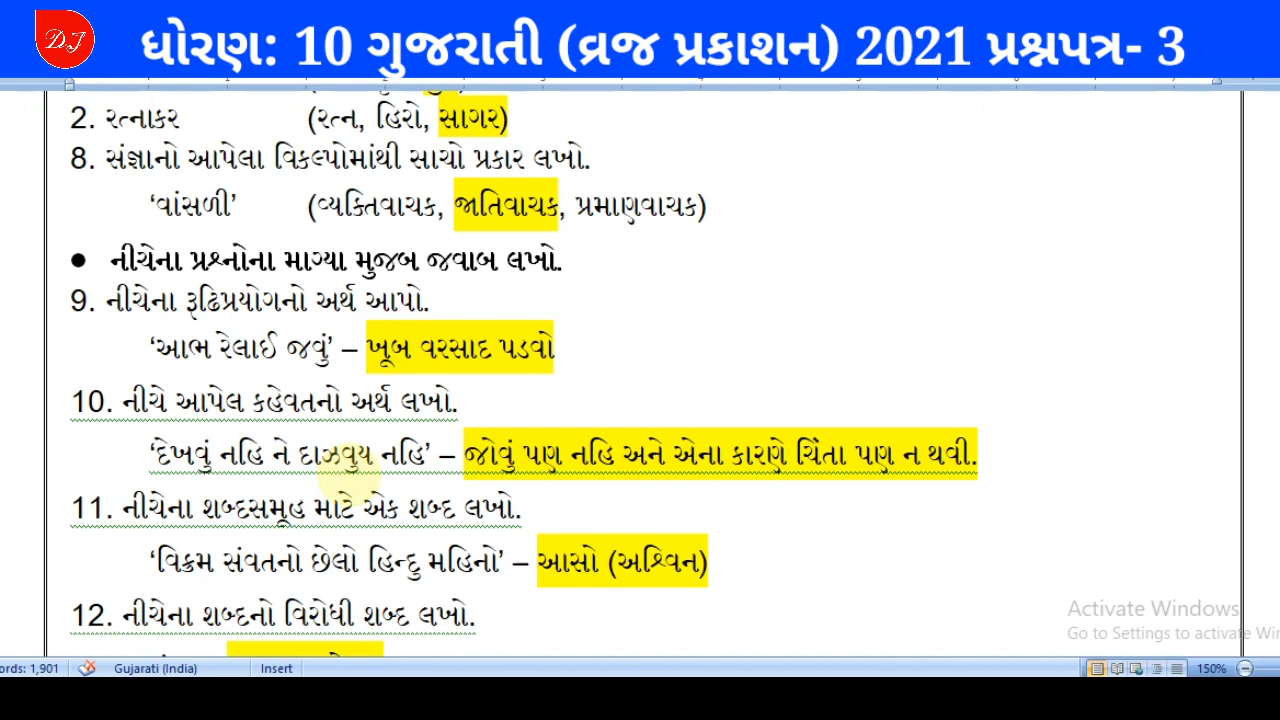 DJ
ધોરણ: 10 ગુજરાતી (વ્રજ પ્રકાશન) 2021 પ્રશ્નપત્ર- 3
2. રત્નાકર (રત્ન, હિરો, સાગર)
8. સંજ્ઞાનો આપેલા વિકલ્પોમાંથી સાચો પ્રકાર લખો.
‘વાંસળી’ (વ્યક્તિવાચક, જાતિવાચક, પ્રમાણવાચક)
● નીચેના પ્રશ્નોના માગ્યા મુજબ જવાબ લખો.
9. નીચેના રૂઢિપ્રયોગનો અર્થ આપો.
‘આભ રેલાઈ જવું’ – ખૂબ વરસાદ પડવો
10. નીચે આપેલ કહેવતનો અર્થ લખો.
‘દેખવું નહિ ને દાઝવુય નહિ’ – જોવું પણ નહિ અને એના કારણે ચિંતા પણ ન થવી.
11. નીચેના શબ્દસમૂહ માટે એક શબ્દ લખો.
‘વિક્રમ સંવતનો છેલો હિન્દુ મહિનો’ – આસો (અશ્વિન)
12. નીચેના શબ્દનો વિરોધી શબ્દ લખો.
Activate Windows
Go to Settings to activate Wi
ords: 1,901 Gujarati (India) Insert 150%